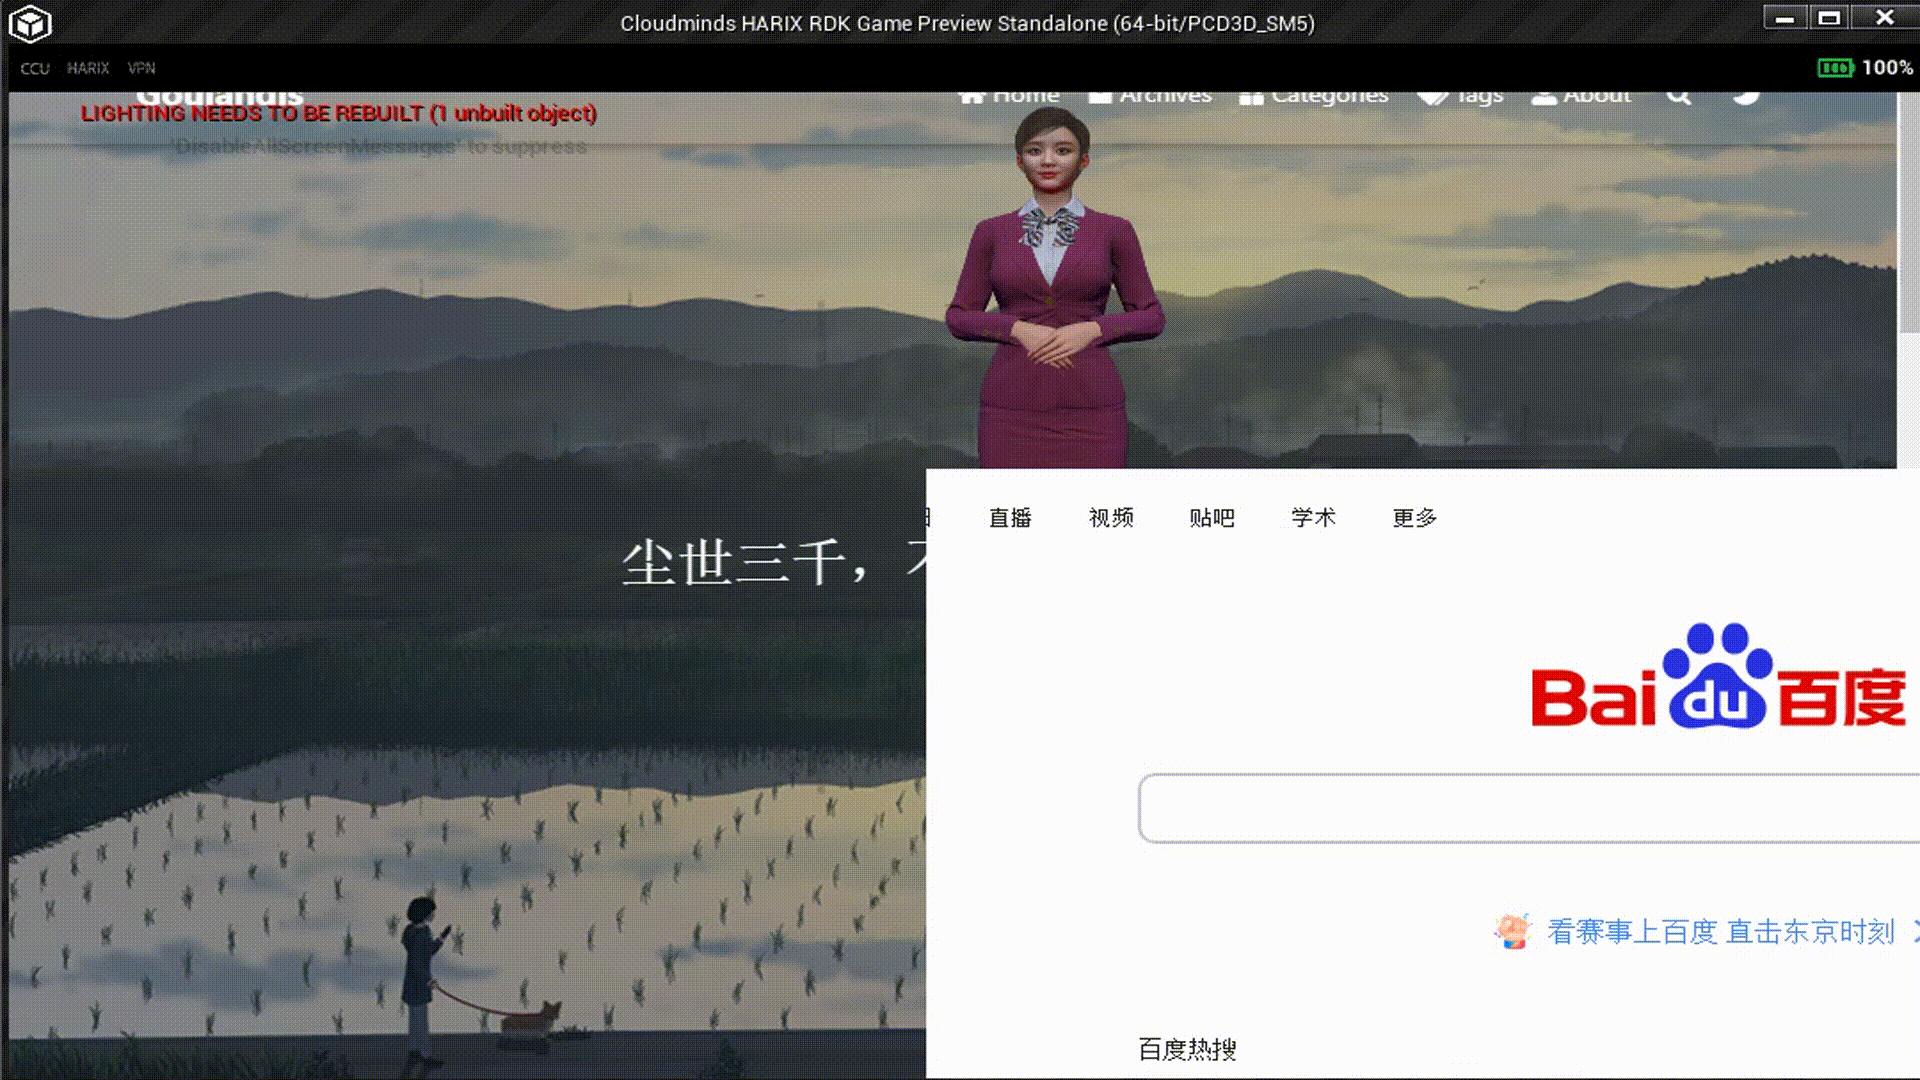 Cloudminds HARIX RDK Game Preview Standalone (64-bit/PCD3D_SM5)
CCU HARIX VPN
100%
Goulandis
Home Archives Categories Tags About
LIGHTING NEEDS TO BE REBUILT (1 unbuilt object)
'DisableAllScreenMessages' to suppress
直播 视频 贴吧 学术 更多
尘世三千，
Bai du 百度
看赛事上百度 直击东京时刻
百度热搜